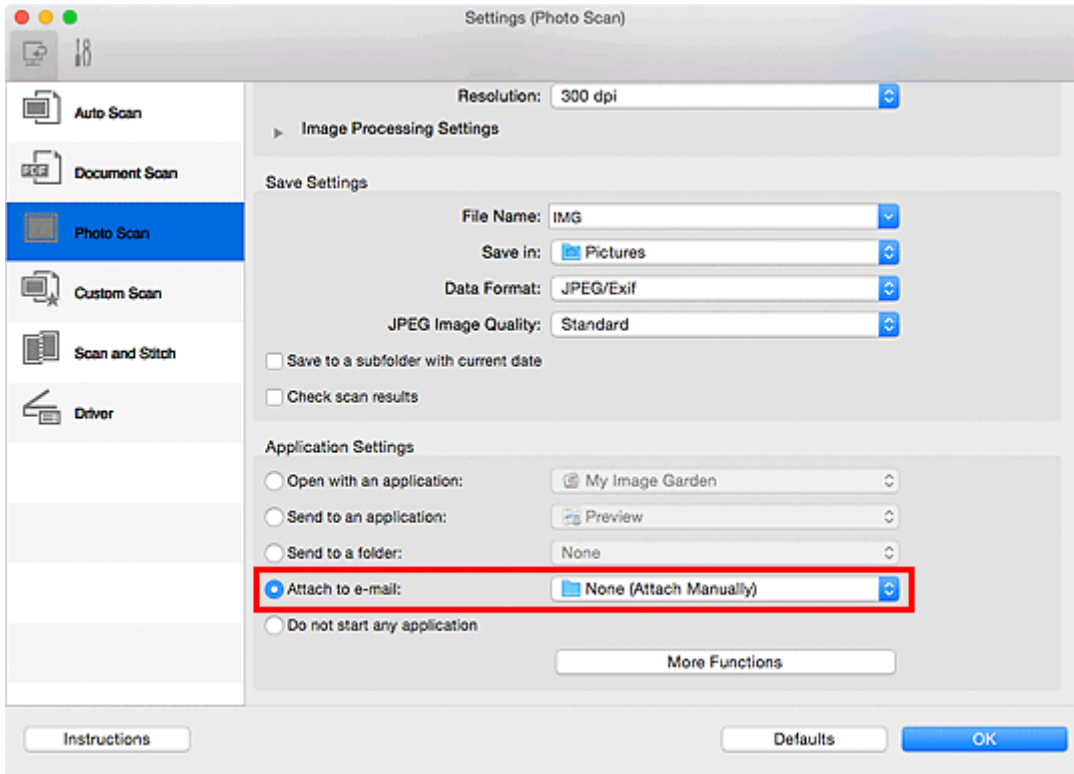 Settings (Photo Scan)
Auto Scan
Document Scan
Photo Scan
Custom Scan
Scan and Stitch
Driver
Resolution: 300 dpi
Image Processing Settings
Save Settings
File Name: IMG
Save in: Pictures
Data Format: JPEG/Exif
JPEG Image Quality: Standard
Save to a subfolder with current date
Check scan results
Application Settings
Open with an application: My Image Garden
Send to an application: Preview
Send to a folder: None
Attach to e-mail: None (Attach Manually)
Do not start any application
More Functions
Instructions Defaults OK